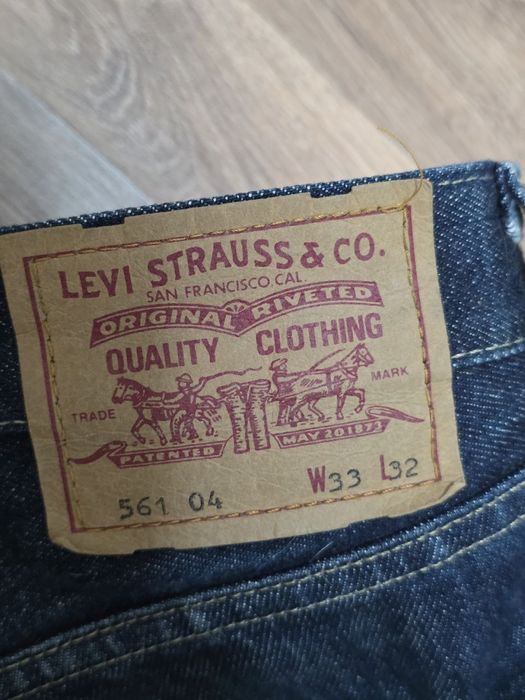 LEVI STRAUSS & CO.
SAN FRANCISCO.CAL.
ORIGINAL RIVETED
QUALITY CLOTHING
TRADE MARK
PATENTED MAY 20 1873
561 04 W33 L32